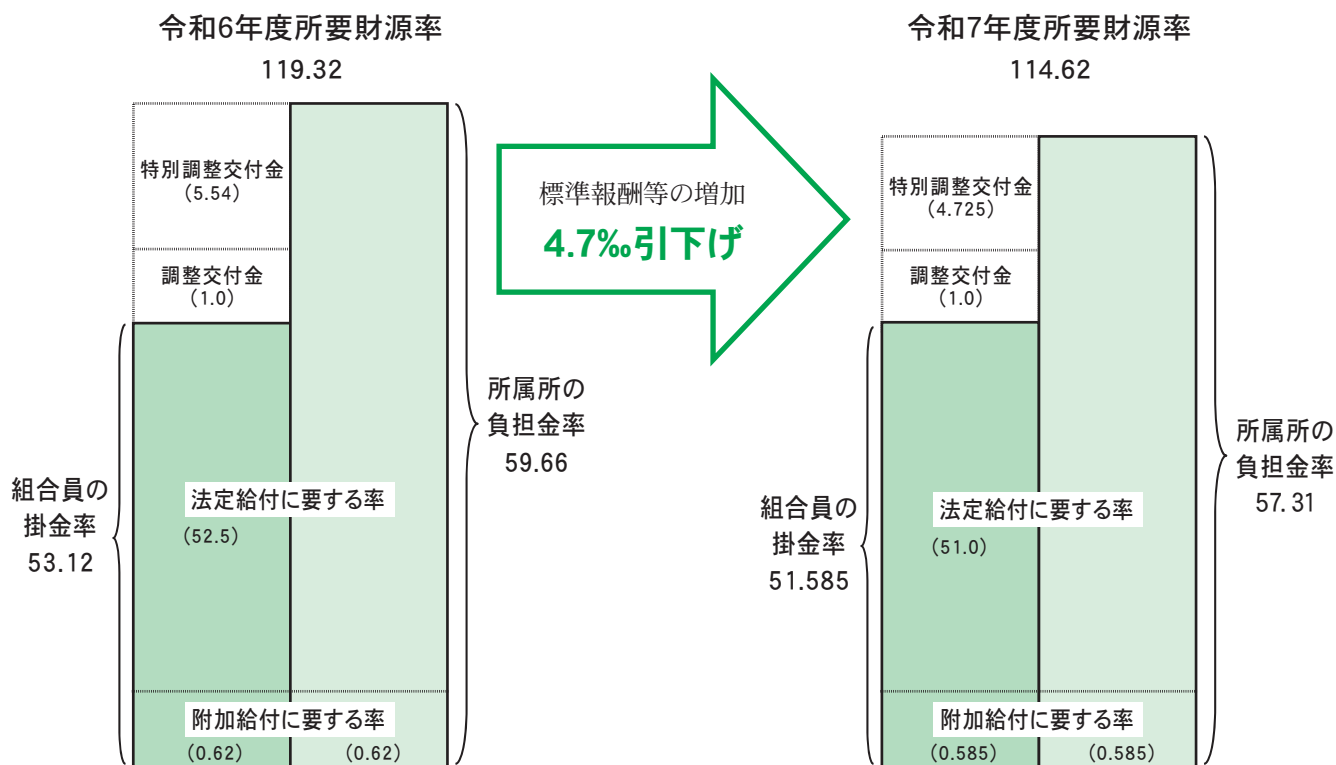 令和6年度所要財源率
119.32
特別調整交付金
(5.54)
調整交付金
(1.0)
組合員の
掛金率
53.12
法定給付に要する率
(52.5)
附加給付に要する率
(0.62)
(0.62)
所属所の
負担金率
59.66
標準報酬等の増加
4.7‰引下げ
令和7年度所要財源率
114.62
特別調整交付金
(4.725)
調整交付金
(1.0)
組合員の
掛金率
51.585
法定給付に要する率
(51.0)
附加給付に要する率
(0.585)
(0.585)
所属所の
負担金率
57.31